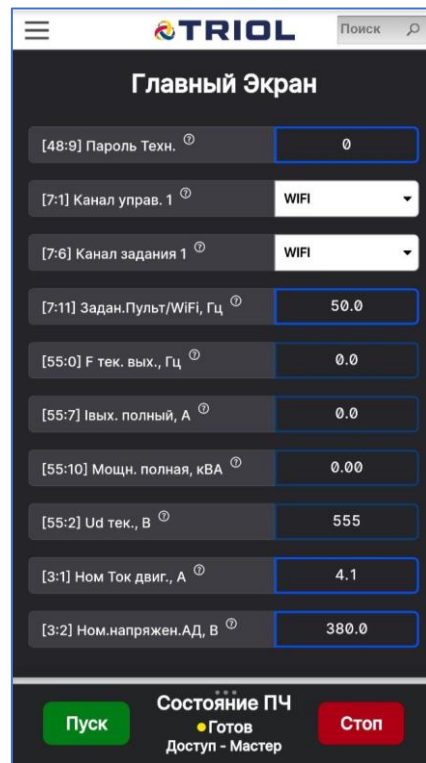 TRIOL
Поиск
Главный Экран
[48:9] Пароль Техн. ?
0
[7:1] Канал управ. 1 ?
WIFI
[7:6] Канал задания 1 ?
WIFI
[7:11] Задан.Пульт/WiFi, Гц ?
50.0
[55:0] F тек. вых., Гц ?
0.0
[55:7] Iвых. полный, А ?
0.0
[55:10] Мощн. полная, кВА ?
0.00
[55:2] Ud тек., В ?
555
[3:1] Ном Ток двиг., А ?
4.1
[3:2] Ном.напряжен.АД, В ?
380.0
Пуск
Состояние ПЧ
Готов
Доступ - Мастер
Стоп